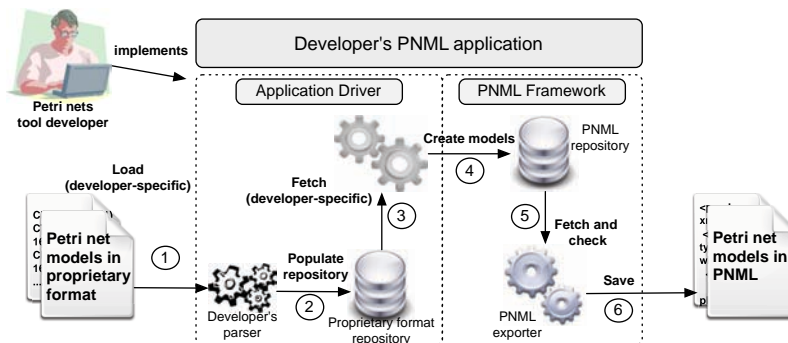 Developer's PNML application
implements
Petri nets
tool developer
Application Driver
PNML Framework
Create models
4
PNML
repository
Load
(developer-specific)
Fetch
(developer-specific)
3
5
Fetch and
check
Petri net
models in
proprietary
format
1
Developer's
parser
Populate
repository
2
Proprietary format
repository
PNML
exporter
Save
6
Petri net
models in
PNML